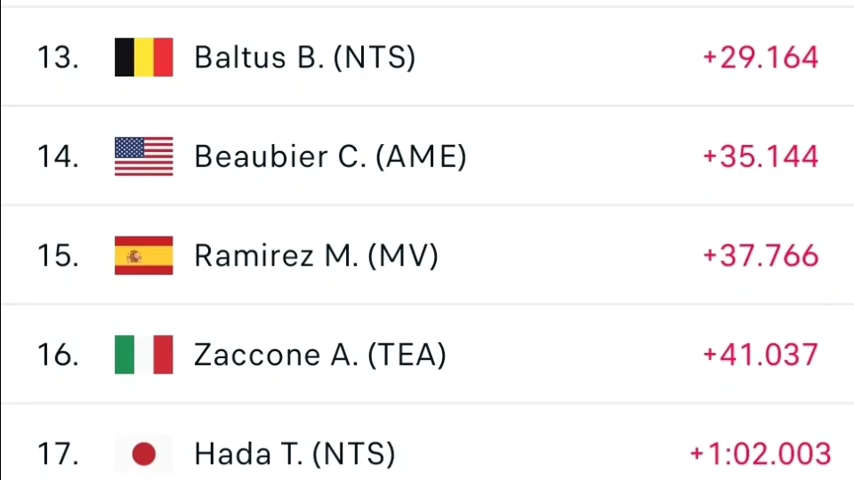 13. Baltus B. (NTS) +29.164
14. Beaubier C. (AME) +35.144
15. Ramirez M. (MV) +37.766
16. Zaccone A. (TEA) +41.037
17. Hada T. (NTS) +1:02.003